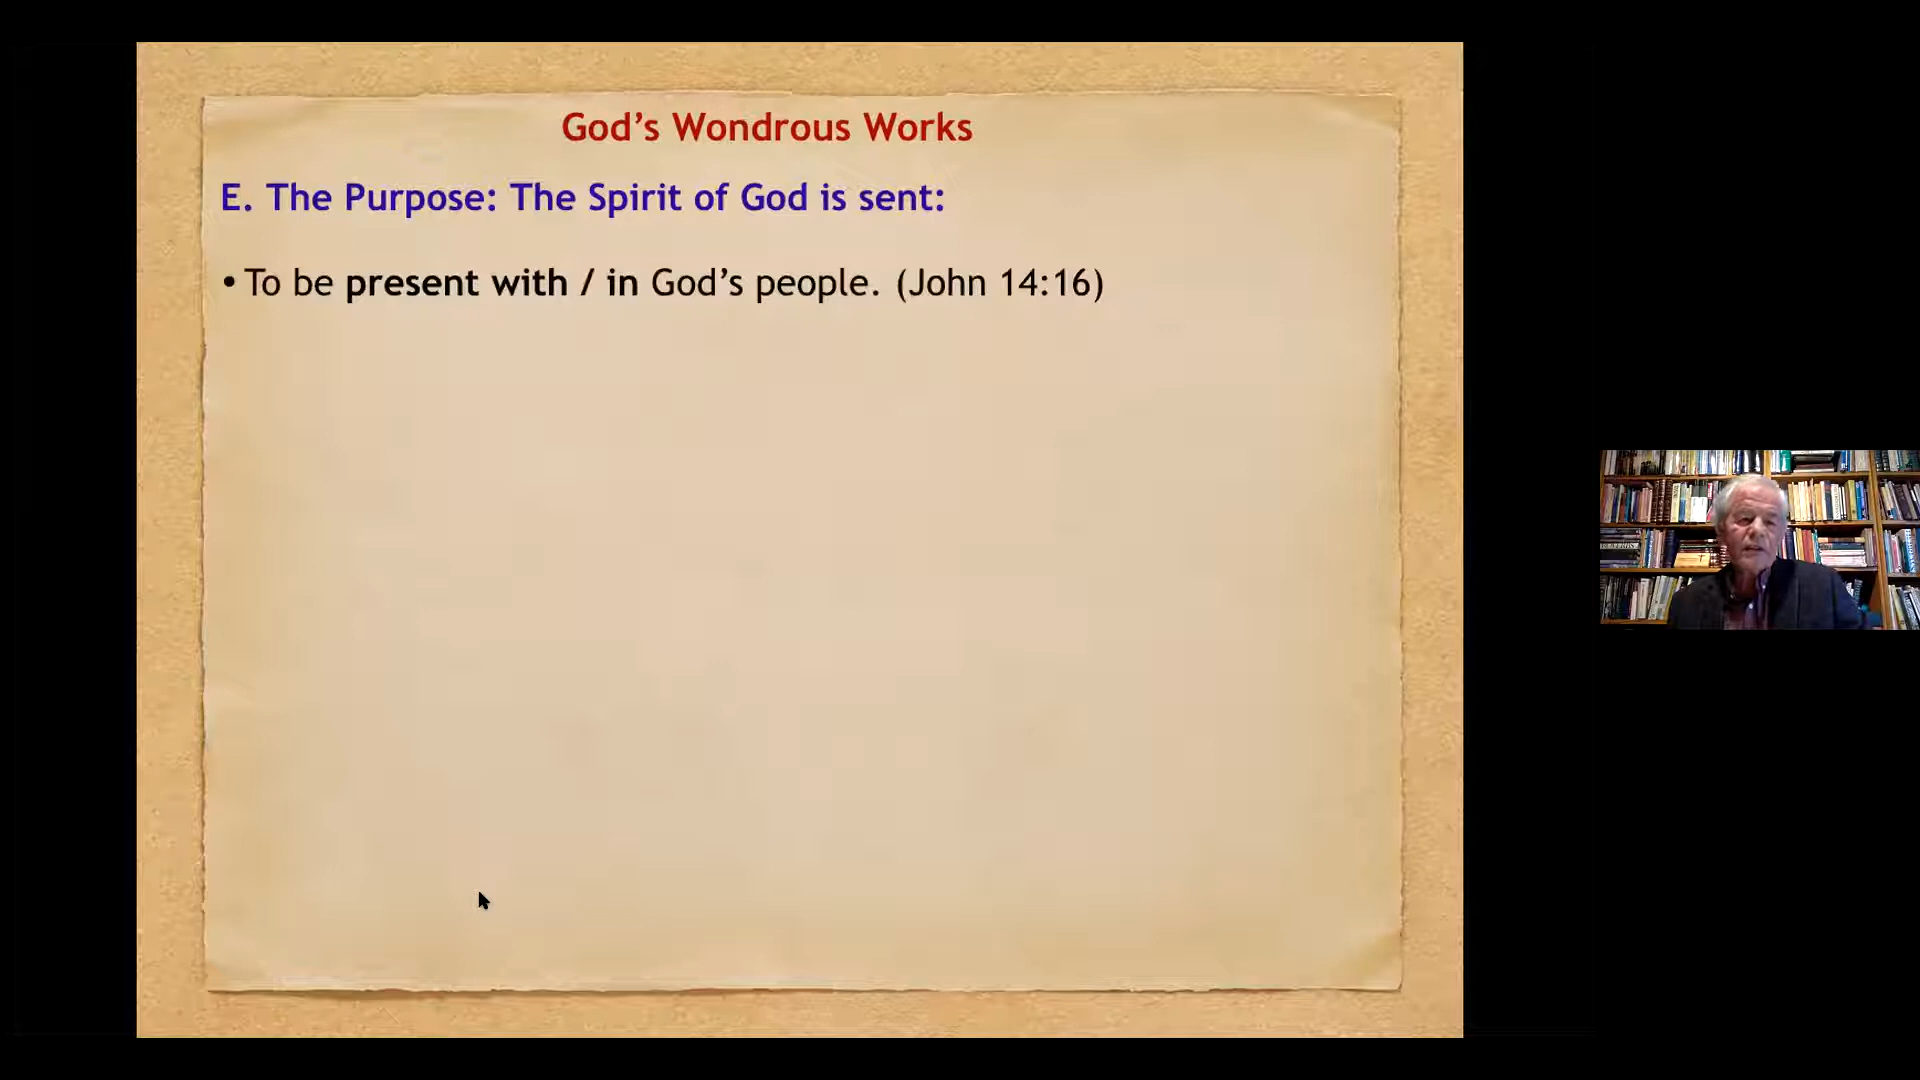 God’s Wondrous Works
E. The Purpose: The Spirit of God is sent:
• To be present with / in God’s people. (John 14:16)